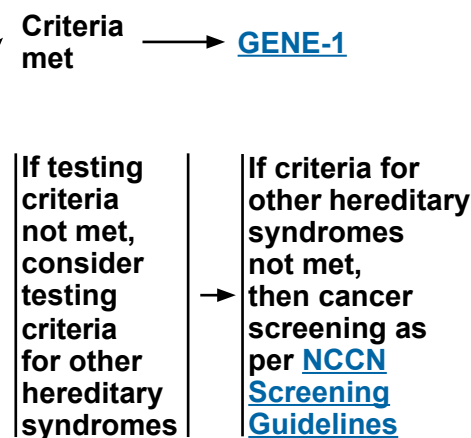 Criteria
met
GENE-1
If testing
criteria
not met,
consider
testing
criteria
for other
hereditary
syndromes
If criteria for
other hereditary
syndromes
not met,
then cancer
screening as
per NCCN
Screening
Guidelines